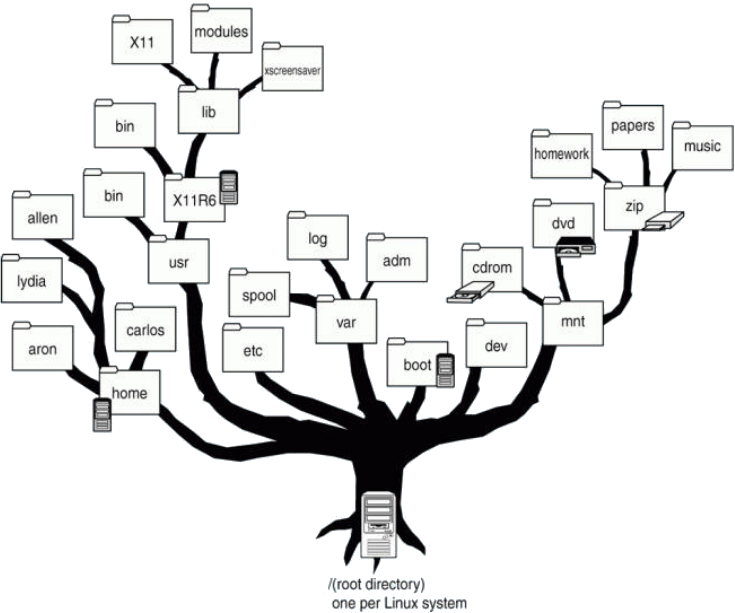 modules
X11
xscreensaver
lib
bin
papers
music
homework
bin
X11R6
zip
allen
dvd
log
adm
usr
cdrom
lydia
spool
var
mnt
carlos
aron
etc
boot
dev
home
/(root directory)
one per Linux system